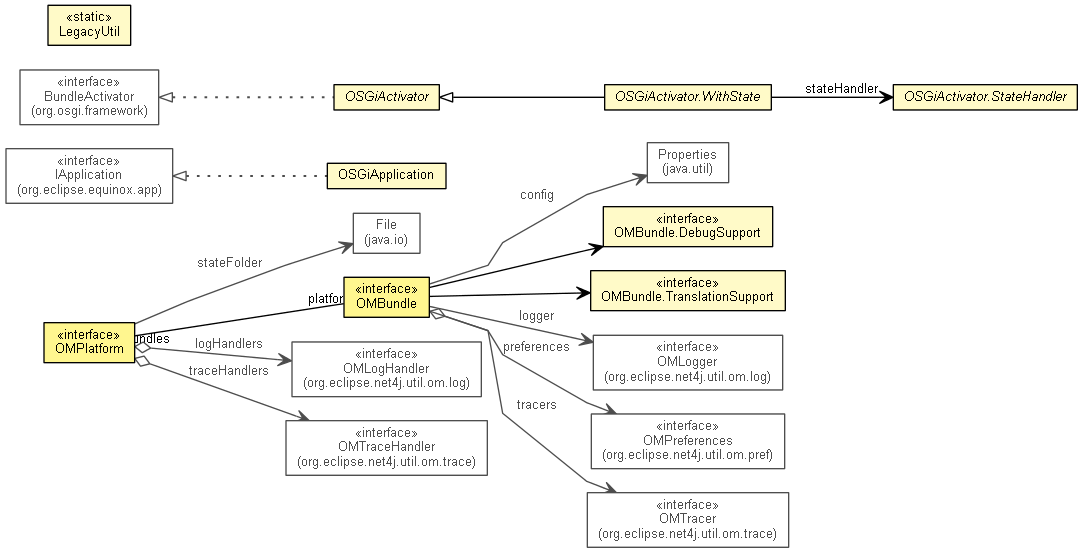 «static»
LegacyUtil
«interface»
BundleActivator
(org.osgi.framework)
OSGiActivator
OSGiActivator.WithState
stateHandler
OSGiActivator.StateHandler
«interface»
IApplication
(org.eclipse.equinox.app)
OSGiApplication
Properties
(java.util)
config
File
(java.io)
«interface»
OMBundle.DebugSupport
stateFolder
«interface»
OMBundle
«interface»
OMBundle.TranslationSupport
platfor
«interface»
OMPlatform
undles
logHandlers
traceHandlers
«interface»
OMLogHandler
(org.eclipse.net4j.util.om.log)
logger
preferences
«interface»
OMLogger
(org.eclipse.net4j.util.om.log)
tracers
«interface»
OMTraceHandler
(org.eclipse.net4j.util.om.trace)
«interface»
OMPreferences
(org.eclipse.net4j.util.om.pref)
«interface»
OMTracer
(org.eclipse.net4j.util.om.trace)